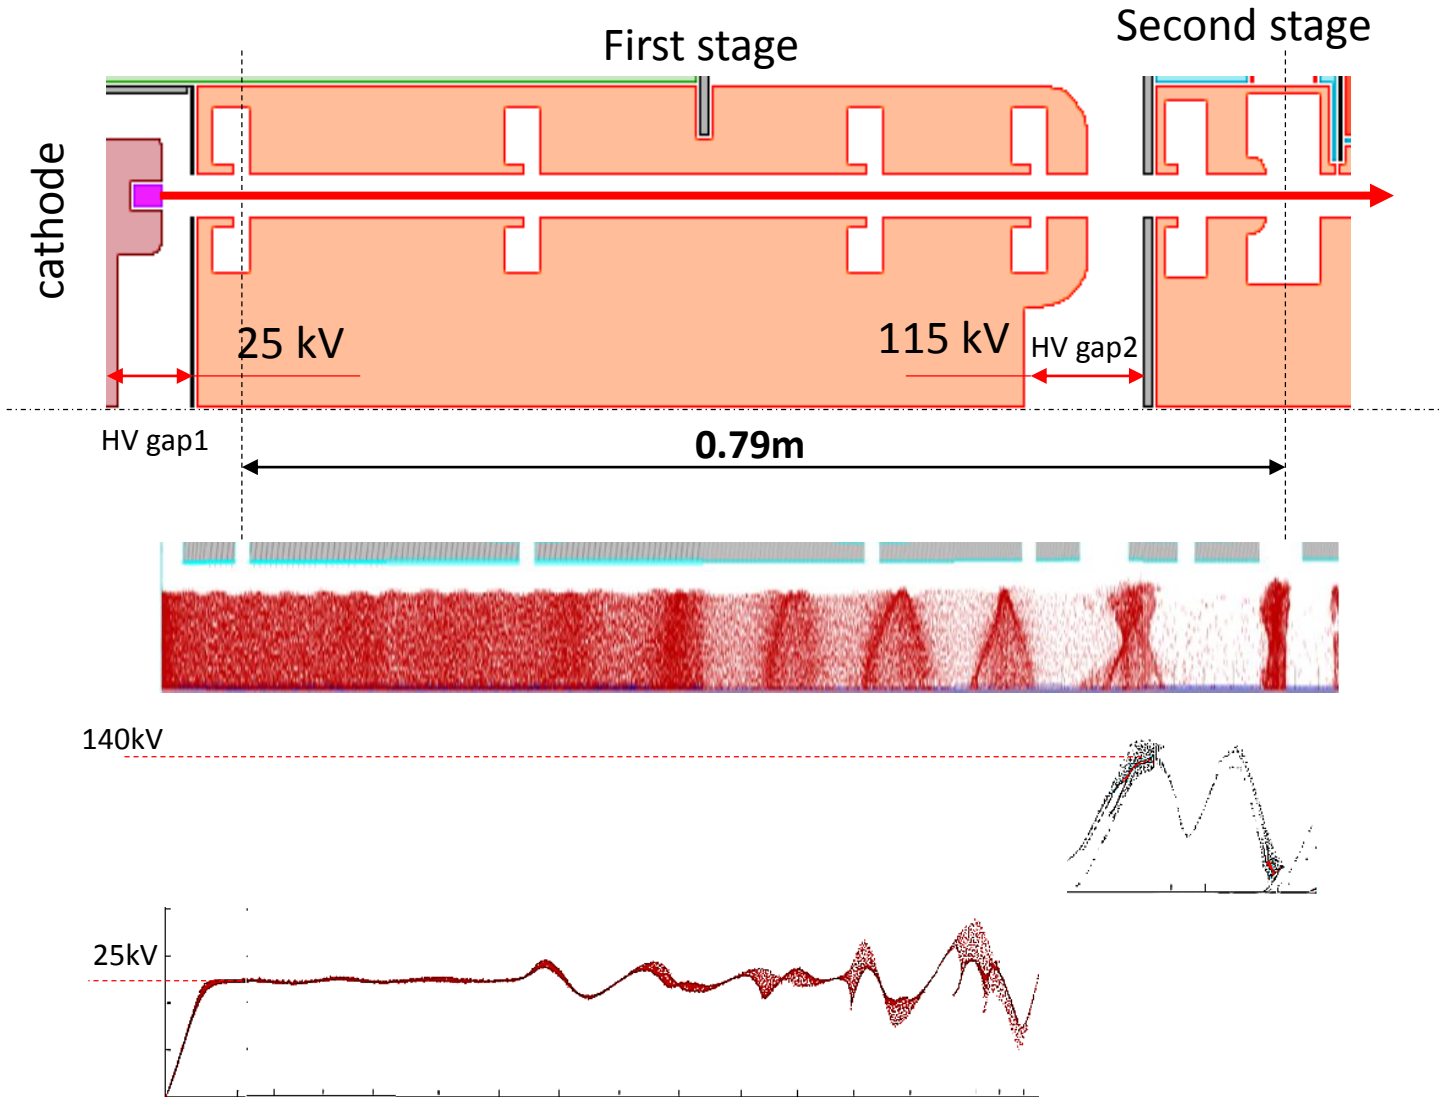 First stage
Second stage
cathode
25 kV
115 kV
HV gap2
HV gap1
0.79m
140kV
25kV